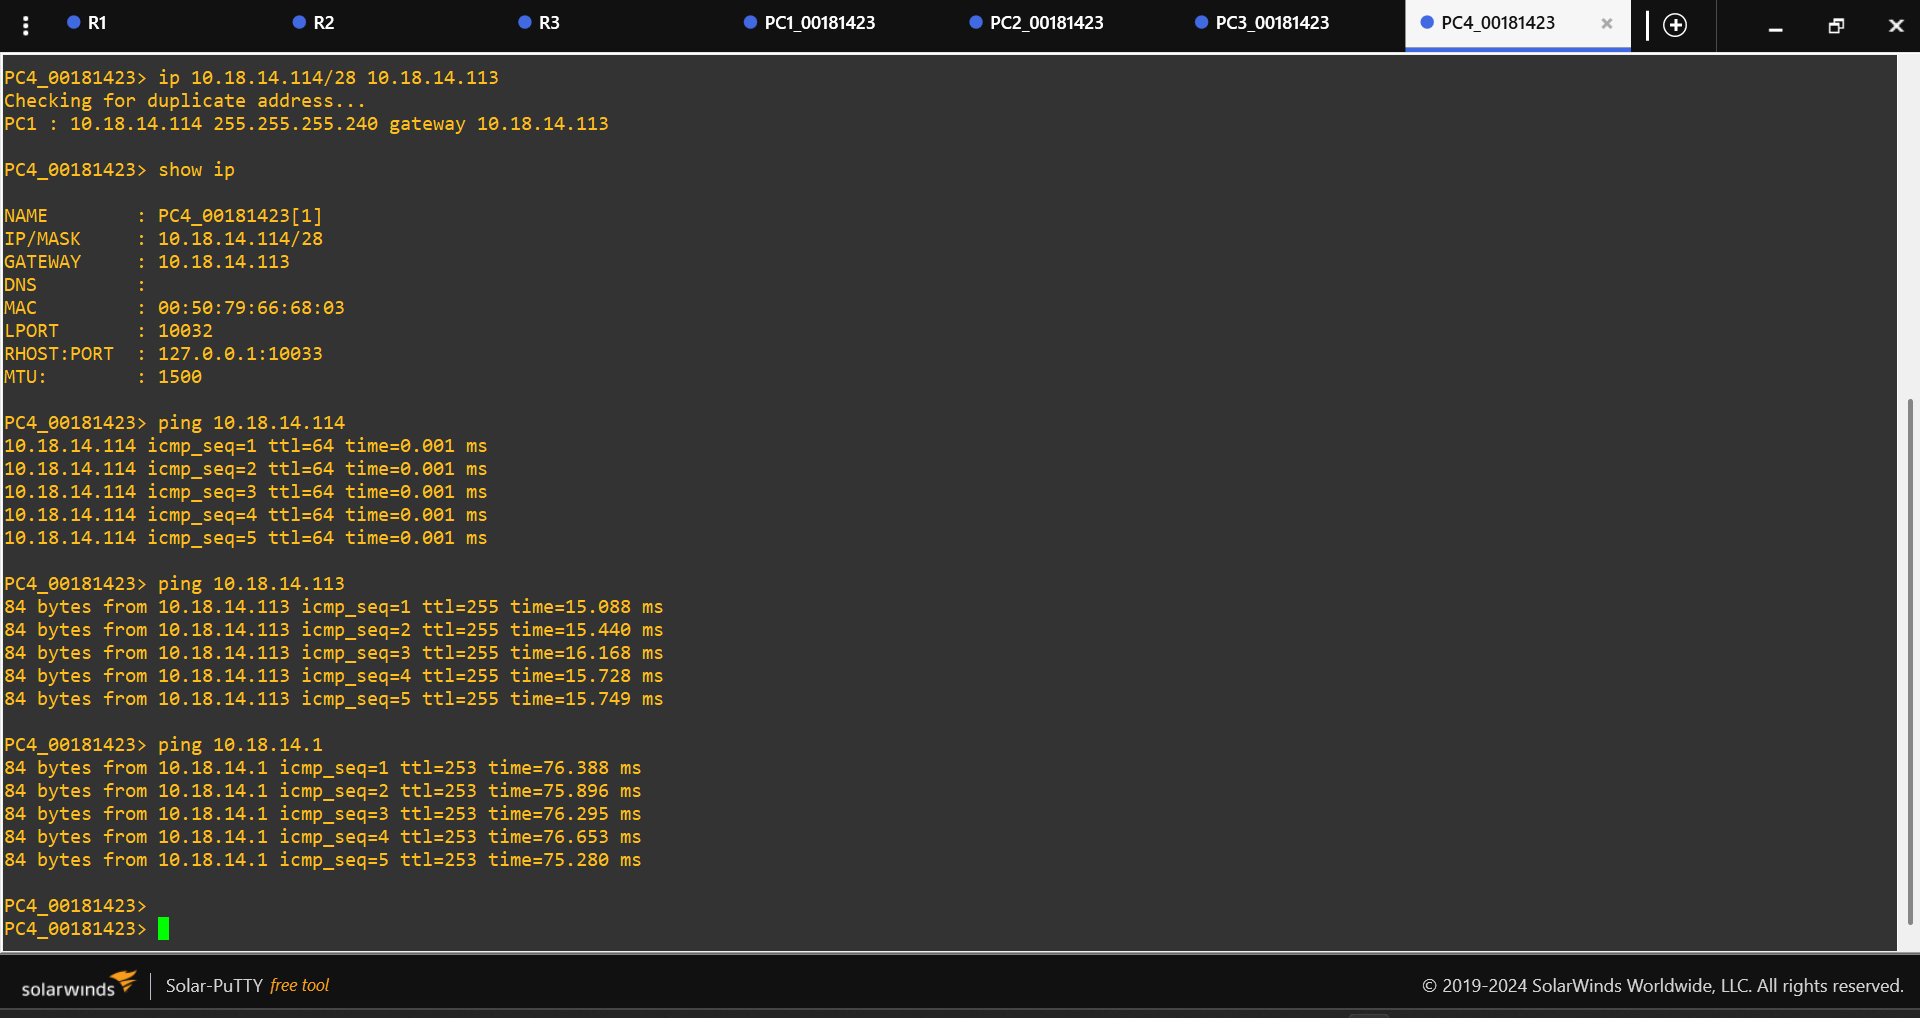 R1 R2 R3 PC1_00181423 PC2_00181423 PC3_00181423 PC4_00181423
PC4_00181423> ip 10.18.14.114/28 10.18.14.113
Checking for duplicate address...
PC1 : 10.18.14.114 255.255.255.240 gateway 10.18.14.113
PC4_00181423> show ip
NAME        : PC4_00181423[1]
IP/MASK     : 10.18.14.114/28
GATEWAY     : 10.18.14.113
DNS         :
MAC         : 00:50:79:66:68:03
LPORT       : 10032
RHOST:PORT  : 127.0.0.1:10033
MTU:        : 1500
PC4_00181423> ping 10.18.14.114
10.18.14.114 icmp_seq=1 ttl=64 time=0.001 ms
10.18.14.114 icmp_seq=2 ttl=64 time=0.001 ms
10.18.14.114 icmp_seq=3 ttl=64 time=0.001 ms
10.18.14.114 icmp_seq=4 ttl=64 time=0.001 ms
10.18.14.114 icmp_seq=5 ttl=64 time=0.001 ms
PC4_00181423> ping 10.18.14.113
84 bytes from 10.18.14.113 icmp_seq=1 ttl=255 time=15.088 ms
84 bytes from 10.18.14.113 icmp_seq=2 ttl=255 time=15.440 ms
84 bytes from 10.18.14.113 icmp_seq=3 ttl=255 time=16.168 ms
84 bytes from 10.18.14.113 icmp_seq=4 ttl=255 time=15.728 ms
84 bytes from 10.18.14.113 icmp_seq=5 ttl=255 time=15.749 ms
PC4_00181423> ping 10.18.14.1
84 bytes from 10.18.14.1 icmp_seq=1 ttl=253 time=76.388 ms
84 bytes from 10.18.14.1 icmp_seq=2 ttl=253 time=75.896 ms
84 bytes from 10.18.14.1 icmp_seq=3 ttl=253 time=76.295 ms
84 bytes from 10.18.14.1 icmp_seq=4 ttl=253 time=76.653 ms
84 bytes from 10.18.14.1 icmp_seq=5 ttl=253 time=75.280 ms
PC4_00181423>
PC4_00181423>
solarwinds Solar-PuTTY free tool © 2019-2024 SolarWinds Worldwide, LLC. All rights reserved.